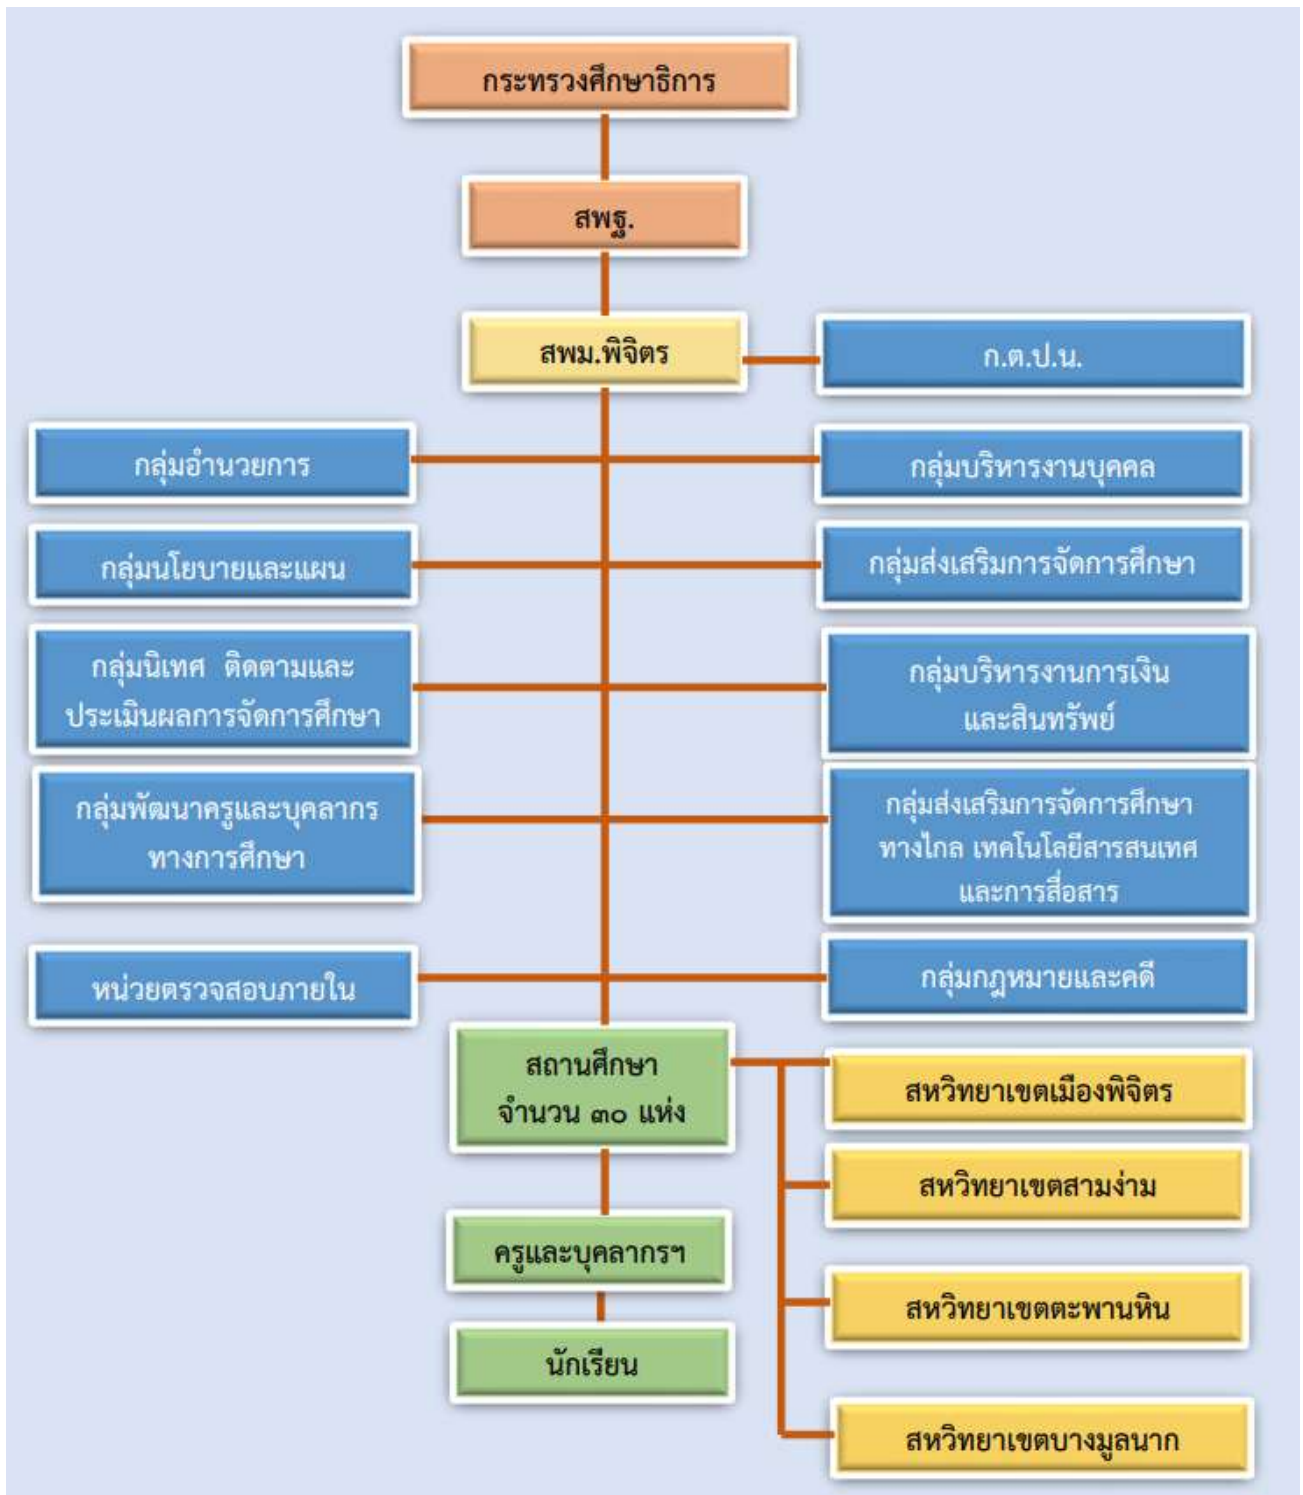 กระทรวงศึกษาธิการ
สพฐ.
สพม.พิจิตร
ก.ต.ป.น.
กลุ่มอำนวยการ
กลุ่มบริหารงานบุคคล
กลุ่มนโยบายและแผน
กลุ่มส่งเสริมการจัดการศึกษา
กลุ่มนิเทศ ติดตามและ
ประเมินผลการจัดการศึกษา
กลุ่มบริหารงานการเงิน
และสินทรัพย์
กลุ่มพัฒนาครูและบุคลากร
ทางการศึกษา
กลุ่มส่งเสริมการจัดการศึกษา
ทางไกล เทคโนโลยีสารสนเทศ
และการสื่อสาร
หน่วยตรวจสอบภายใน
กลุ่มกฎหมายและคดี
สถานศึกษา
จำนวน ๓๐ แห่ง
สหวิทยาเขตเมืองพิจิตร
สหวิทยาเขตสามง่าม
ครูและบุคลากรฯ
สหวิทยาเขตตะพานหิน
นักเรียน
สหวิทยาเขตบางมูลนาก